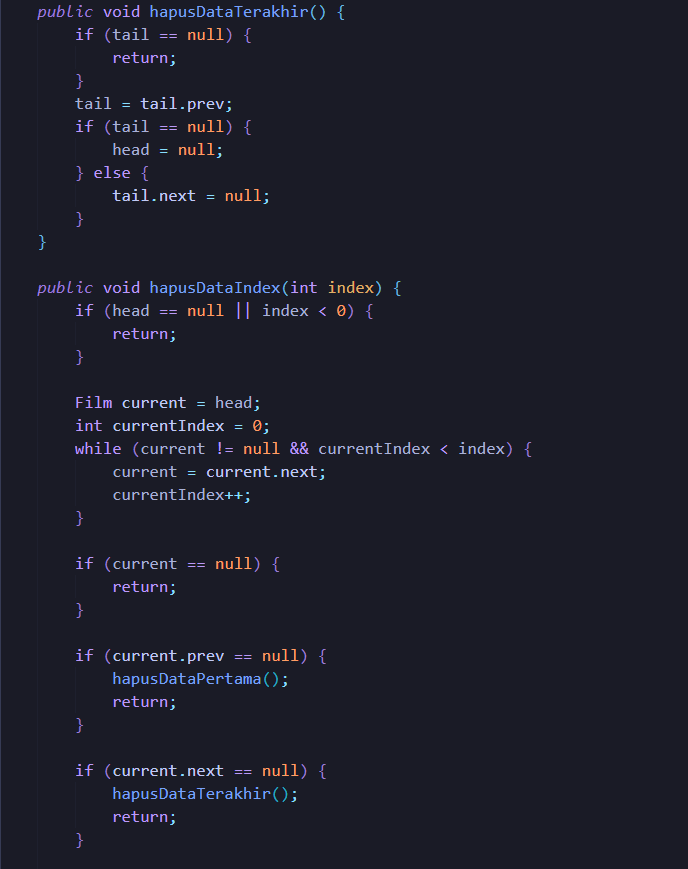 public void hapusDataTerakhir() {
if (tail == null) {
return;
}
tail = tail.prev;
if (tail == null) {
head = null;
} else {
tail.next = null;
}
}
public void hapusDataIndex(int index) {
if (head == null || index < 0) {
return;
}
Film current = head;
int currentIndex = 0;
while (current != null && currentIndex < index) {
current = current.next;
currentIndex++;
}
if (current == null) {
return;
}
if (current.prev == null) {
hapusDataPertama();
return;
}
if (current.next == null) {
hapusDataTerakhir();
return;
}